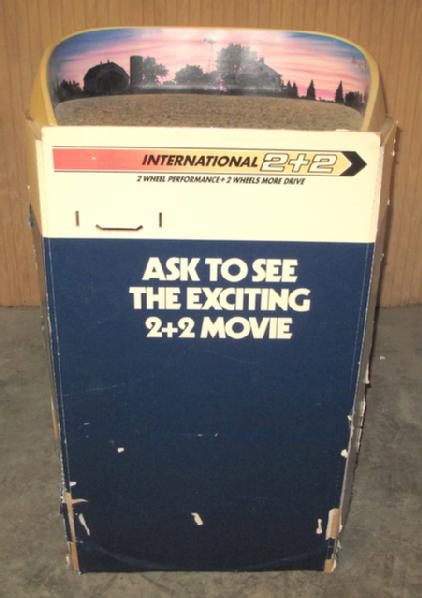 INTERNATIONAL 2+2
2 WHEEL PERFORMANCE + 2 WHEELS MORE DRIVE
ASK TO SEE
THE EXCITING
2+2 MOVIE